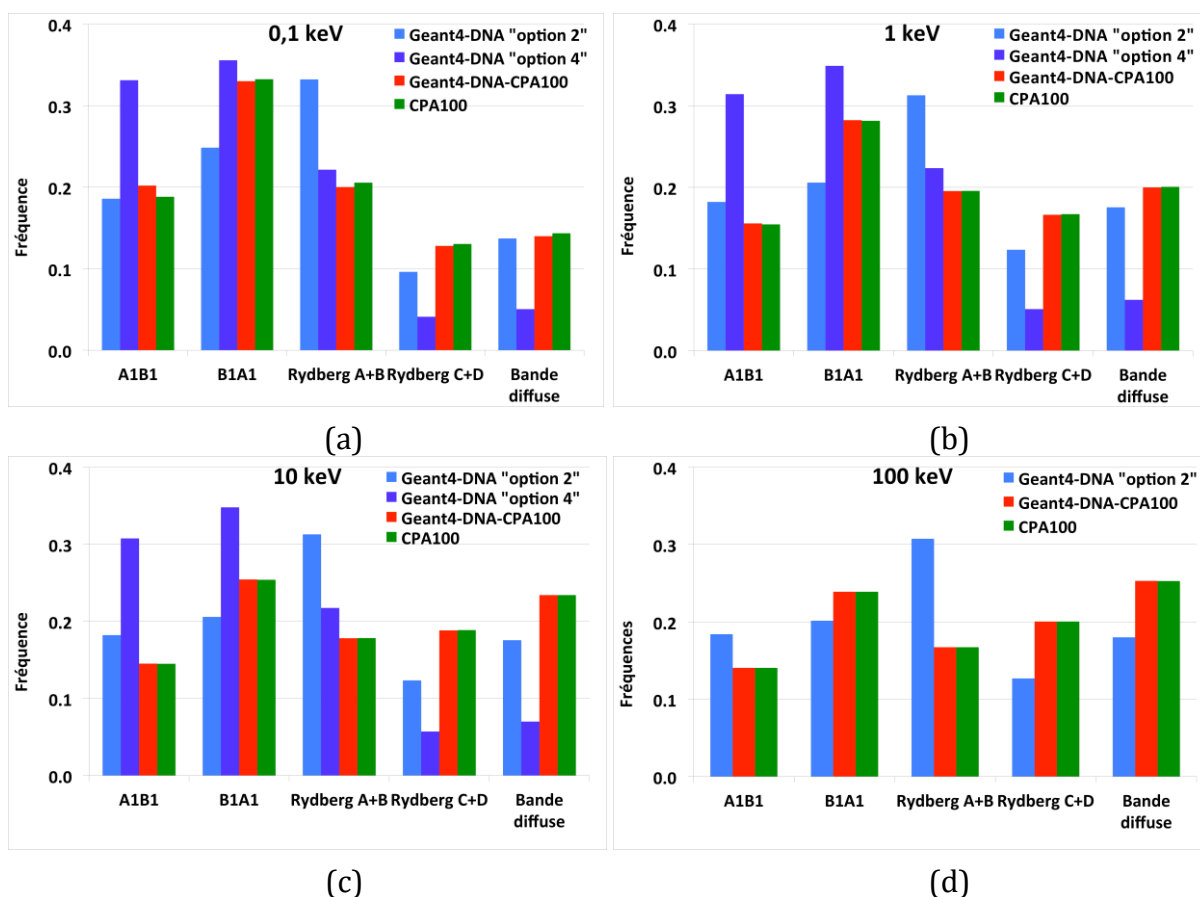 0,1 keV
Geant4-DNA "option 2"
Geant4-DNA "option 4"
Geant4-DNA-CPA100
CPA100
Fréquence
0.4
0.3
0.2
0.1
0.0
A1B1 B1A1 Rydberg A+B Rydberg C+D Bande
diffuse
(a)
1 keV
Geant4-DNA "option 2"
Geant4-DNA "option 4"
Geant4-DNA-CPA100
CPA100
Fréquence
0.4
0.3
0.2
0.1
0.0
A1B1 B1A1 Rydberg A+B Rydberg C+D Bande
diffuse
(b)
10 keV
Geant4-DNA "option 2"
Geant4-DNA "option 4"
Geant4-DNA-CPA100
CPA100
Fréquence
0.4
0.3
0.2
0.1
0.0
A1B1 B1A1 Rydberg A+B Rydberg C+D Bande
diffuse
(c)
100 keV
Geant4-DNA "option 2"
Geant4-DNA-CPA100
CPA100
Fréquences
0.4
0.3
0.2
0.1
0.0
A1B1 B1A1 Rydberg A+B Rydberg C+D Bande
diffuse
(d)